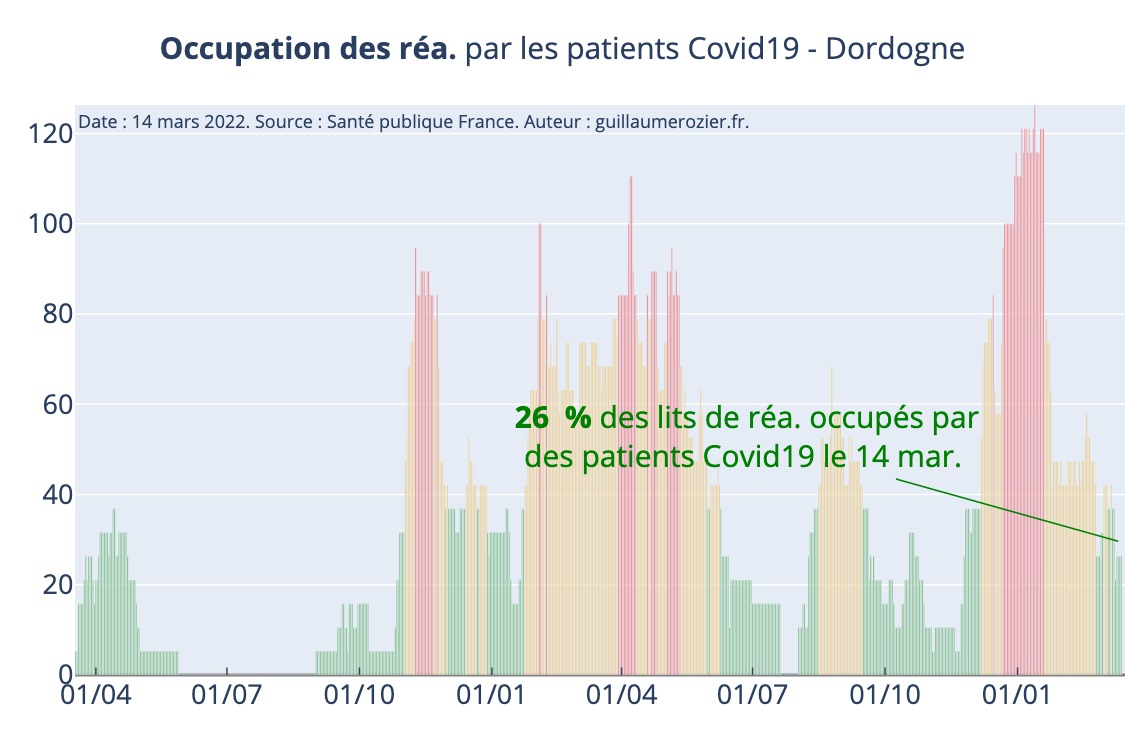 Occupation des réa. par les patients Covid19 - Dordogne
Date : 14 mars 2022. Source : Santé publique France. Auteur : guillaumerozier.fr.
120
100
80
60
40
20
0
26 % des lits de réa. occupés par
des patients Covid19 le 14 mar.
01/04 01/07 01/10 01/01 01/04 01/07 01/10 01/01